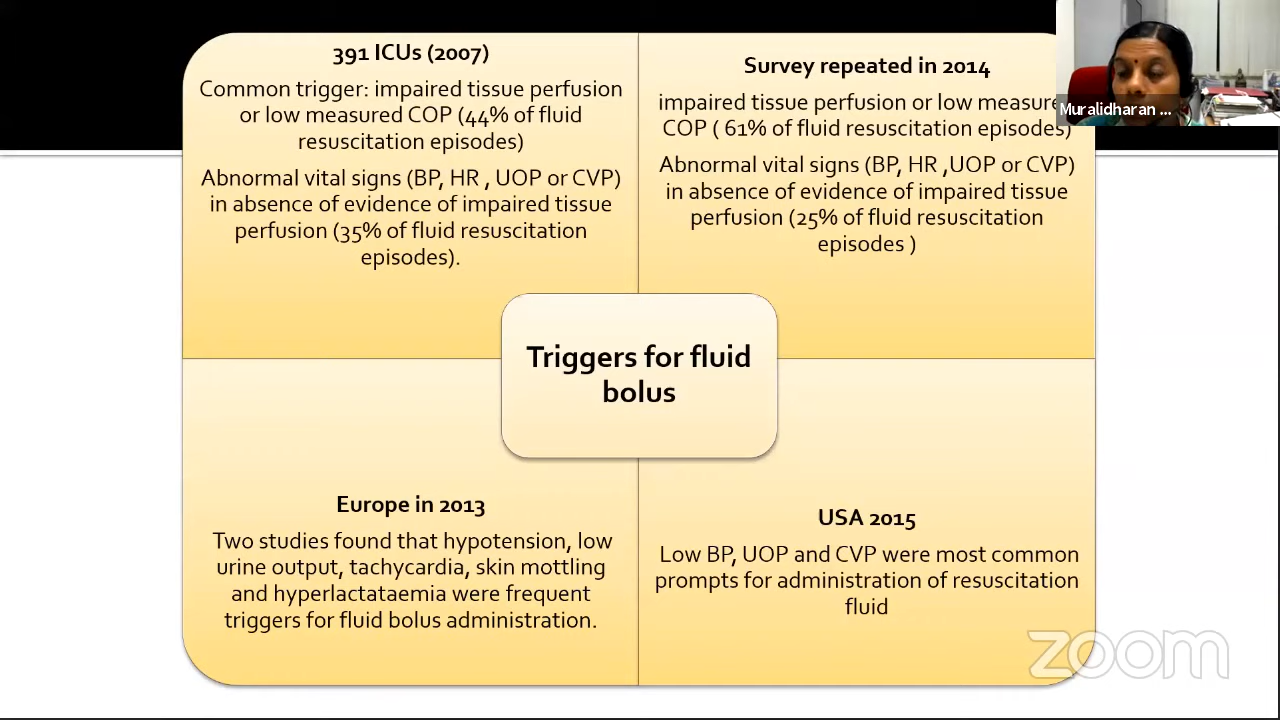 391 ICUs (2007)
Common trigger: impaired tissue perfusion
or low measured COP (44% of fluid
resuscitation episodes)
Abnormal vital signs (BP, HR , UOP or CVP)
in absence of evidence of impaired tissue
perfusion (35% of fluid resuscitation
episodes).
Survey repeated in 2014
impaired tissue perfusion or low measure
COP ( 61% of fluid resuscitation episodes)
Abnormal vital signs (BP, HR ,UOP or CVP)
in absence of evidence of impaired tissue
perfusion (25% of fluid resuscitation
episodes )
Muralidharan ...
Triggers for fluid
bolus
Europe in 2013
Two studies found that hypotension, low
urine output, tachycardia, skin mottling
and hyperlactataemia were frequent
triggers for fluid bolus administration.
USA 2015
Low BP, UOP and CVP were most common
prompts for administration of resuscitation
fluid
zoom